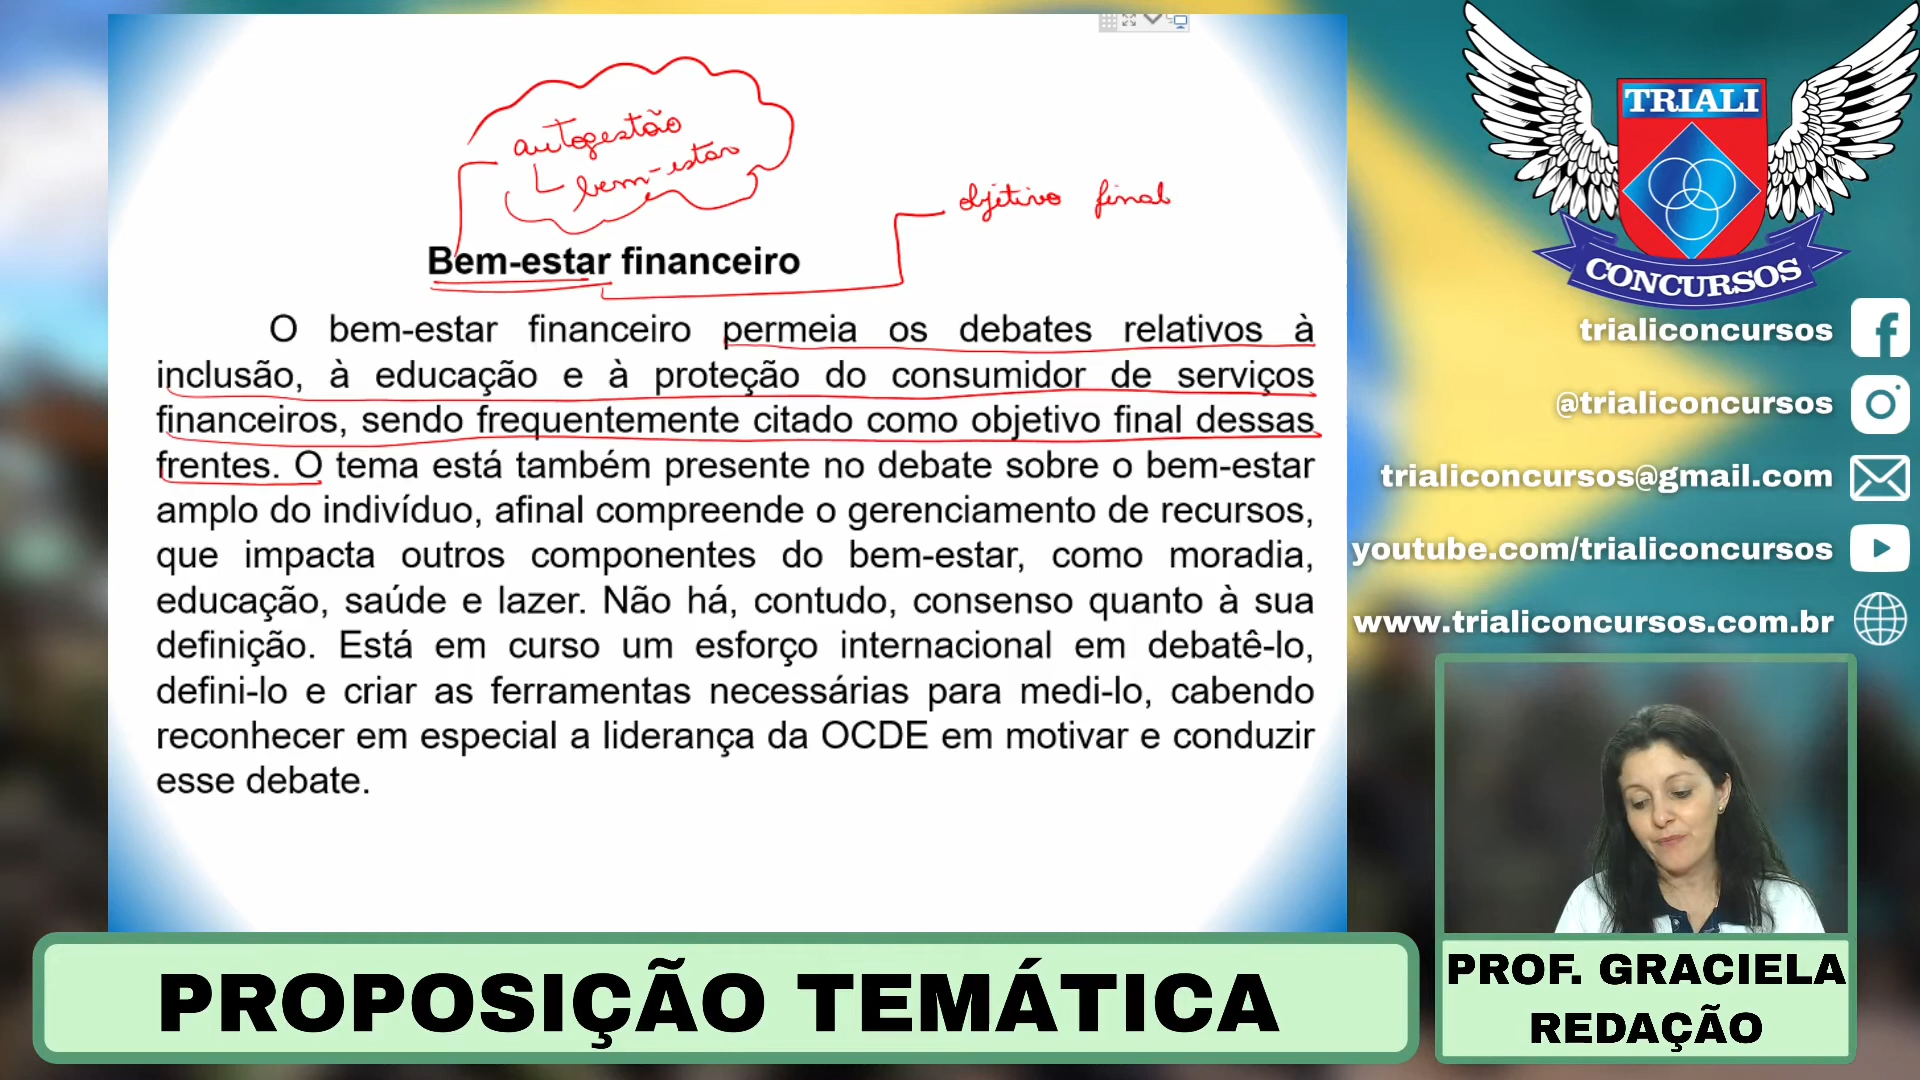 autogestão
bem-estar
objetivo final
Bem-estar financeiro
O bem-estar financeiro permeia os debates relativos à
inclusão, à educação e à proteção do consumidor de serviços
financeiros, sendo frequentemente citado como objetivo final dessas
frentes. O tema está também presente no debate sobre o bem-estar
amplo do indivíduo, afinal compreende o gerenciamento de recursos,
que impacta outros componentes do bem-estar, como moradia,
educação, saúde e lazer. Não há, contudo, consenso quanto à sua
definição. Está em curso um esforço internacional em debatê-lo,
defini-lo e criar as ferramentas necessárias para medi-lo, cabendo
reconhecer em especial a liderança da OCDE em motivar e conduzir
esse debate.
TRIALI
CONCURSOS
trialiconcursos
@trialiconcursos
trialiconcursos@gmail.com
youtube.com/trialiconcursos
www.trialiconcursos.com.br
PROPOSIÇÃO TEMÁTICA
PROF. GRACIELA
REDAÇÃO